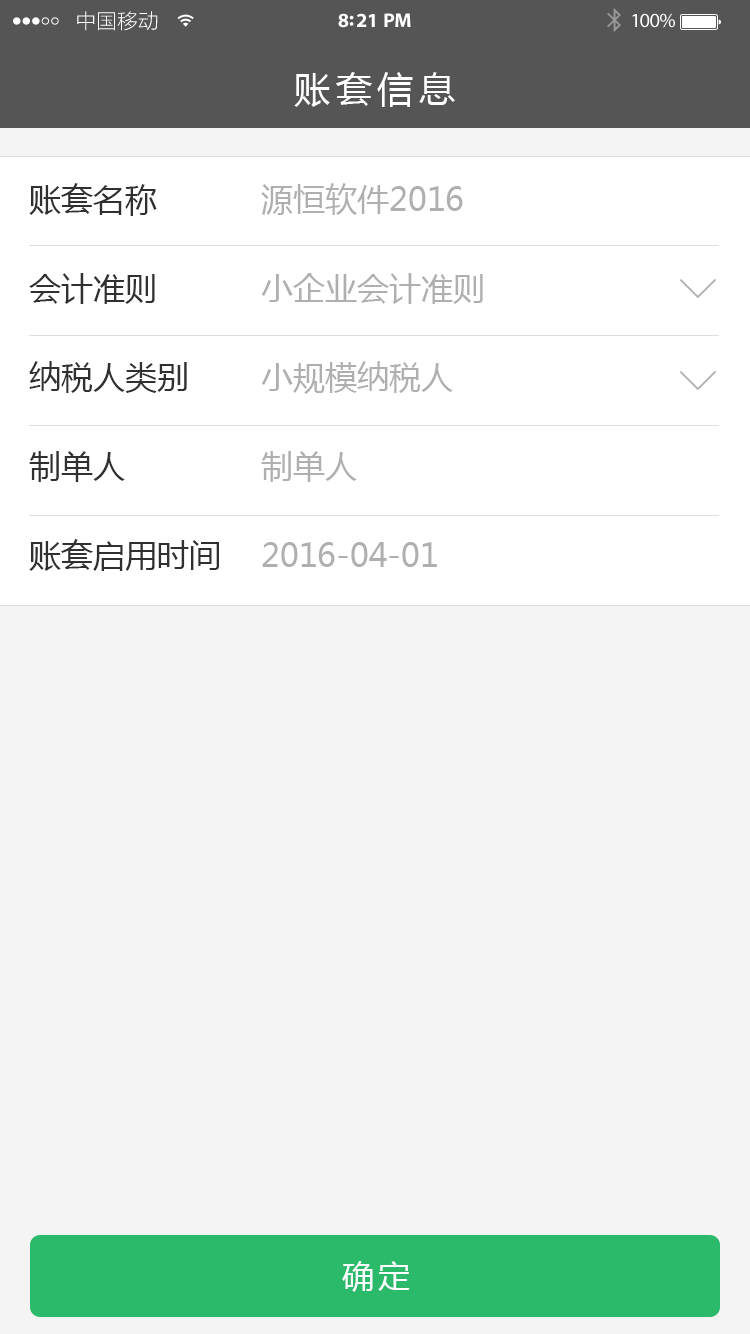 中国移动 8:21 PM 100%
账套信息
账套名称 源恒软件2016
会计准则 小企业会计准则
纳税人类别 小规模纳税人
制单人 制单人
账套启用时间 2016-04-01
确定